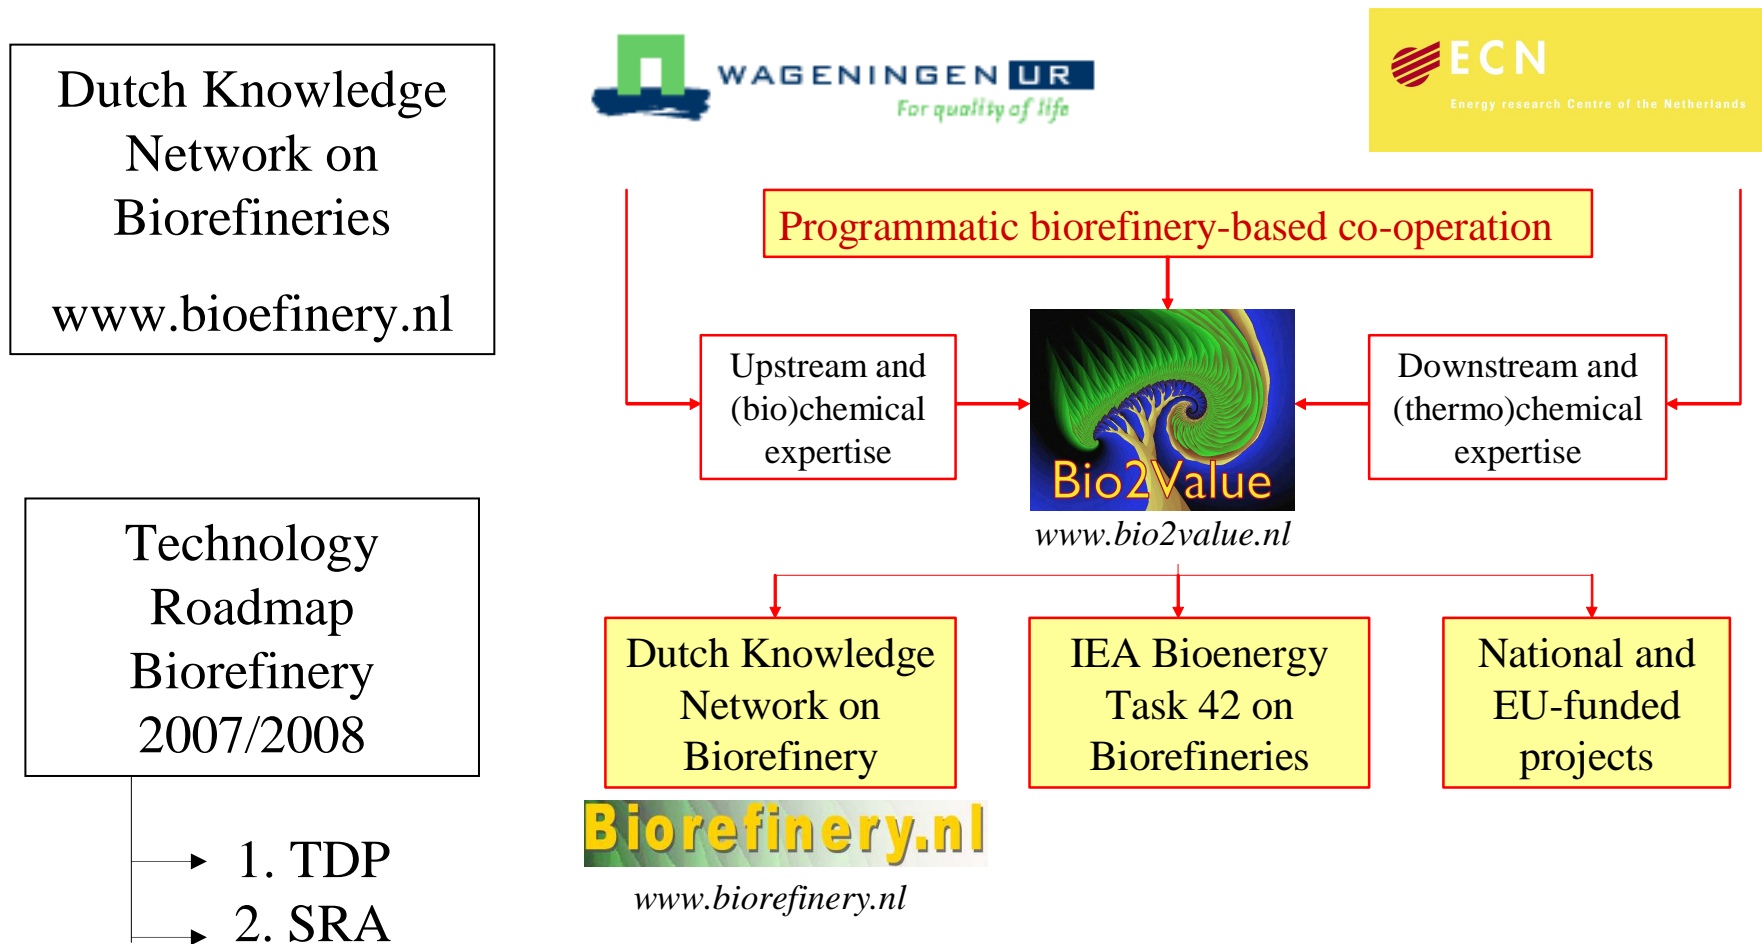 Dutch Knowledge
Network on
Biorefineries
www.bioefinery.nl
Technology
Roadmap
Biorefinery
2007/2008
1. TDP
2. SRA
WAGENINGEN UR
For quality of life
ECN
Energy research Centre of the Netherlands
Programmatic biorefinery-based co-operation
Upstream and
(bio)chemical
expertise
Bio2Value
www.bio2value.nl
Downstream and
(thermo)chemical
expertise
Dutch Knowledge
Network on
Biorefinery
IEA Bioenergy
Task 42 on
Biorefineries
National and
EU-funded
projects
Biorefinery.nl
www.biorefinery.nl